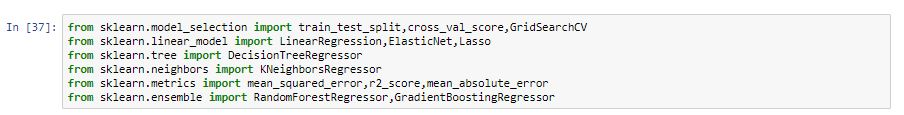 In [37]: from sklearn.model_selection import train_test_split,cross_val_score,GridSearchCV
from sklearn.linear_model import LinearRegression,ElasticNet,Lasso
from sklearn.tree import DecisionTreeRegressor
from sklearn.neighbors import KNeighborsRegressor
from sklearn.metrics import mean_squared_error,r2_score,mean_absolute_error
from sklearn.ensemble import RandomForestRegressor,GradientBoostingRegressor